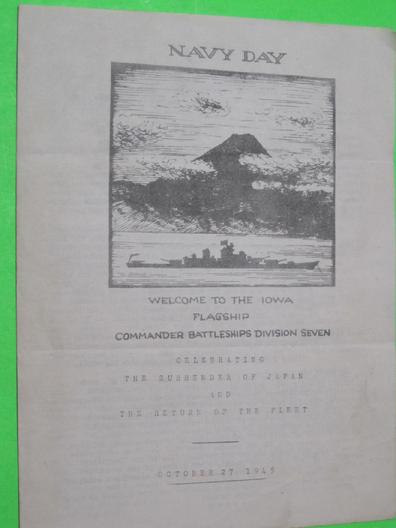 NAVY DAY
WELCOME TO THE IOWA
FLAGSHIP
COMMANDER BATTLESHIPS DIVISION SEVEN
CELEBRATING
THE SURRENDER OF JAPAN
AND
THE RETURN OF THE FLEET
OCTOBER 27 1945